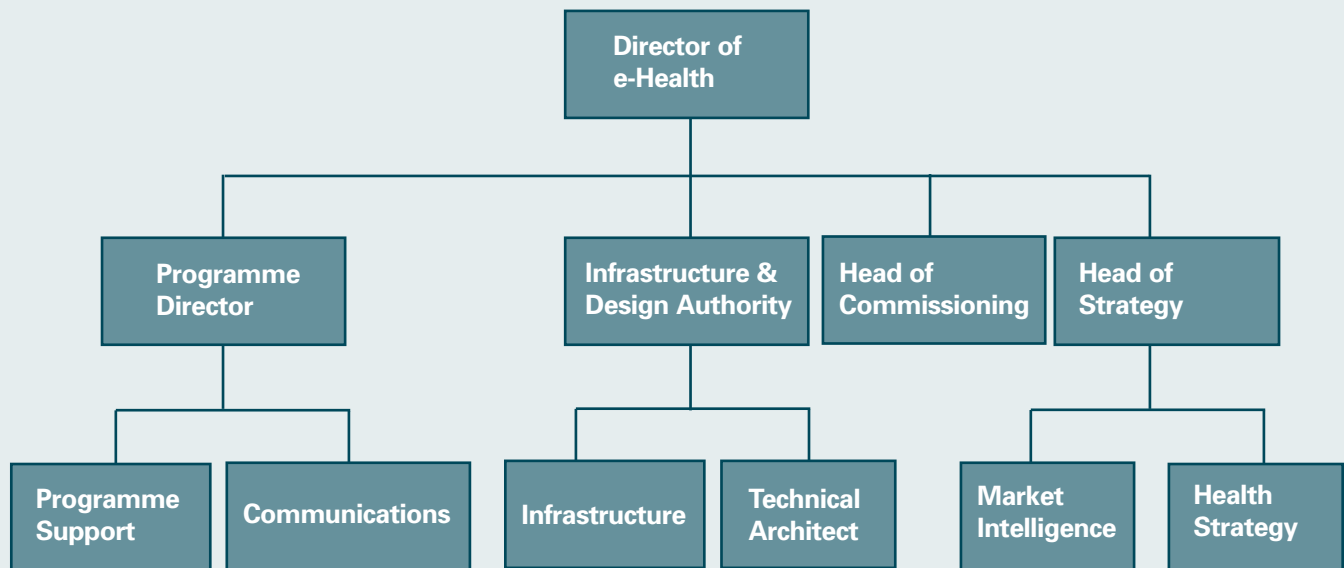 Director of
e-Health
Programme
Director
Infrastructure &
Design Authority
Head of
Commissioning
Head of
Strategy
Programme
Support
Communications
Infrastructure
Technical
Architect
Market
Intelligence
Health
Strategy